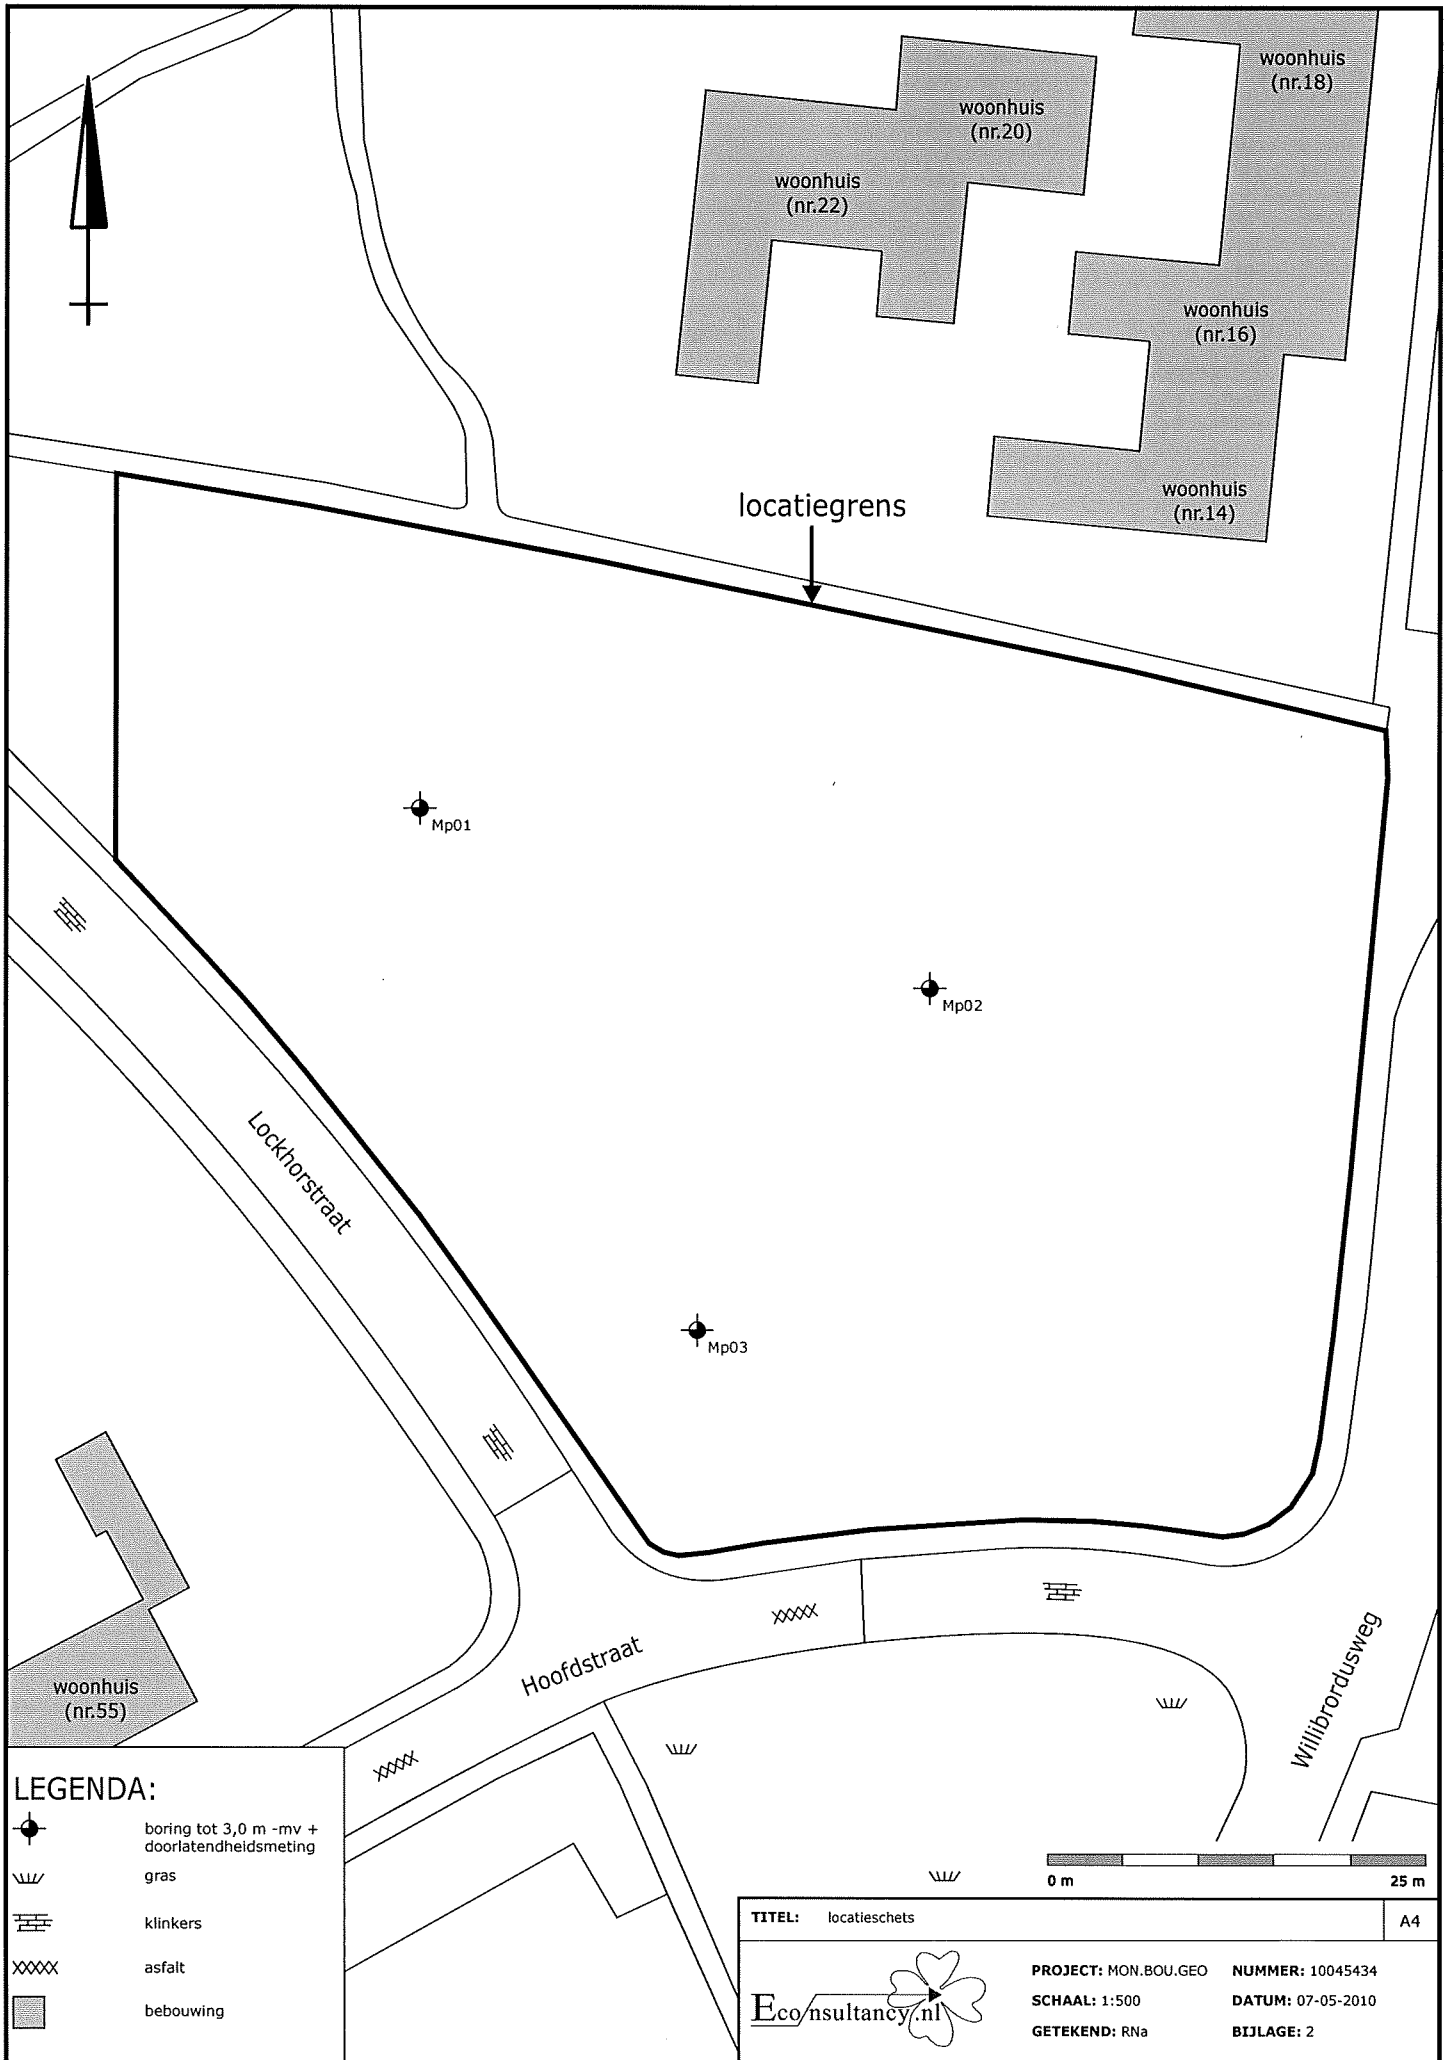 woonhuis
(nr.18)
woonhuis
(nr.20)
woonhuis
(nr.22)
woonhuis
(nr.16)
woonhuis
(nr.14)
locatiegrens
Mp01
Mp02
Lockhorstraat
Mp03
Hoofdstraat
Willibrordusweg
woonhuis
(nr.55)
LEGENDA:
boring tot 3,0 m -mv +
doorlatendheidsmeting
gras
klinkers
asfalt
bebouwing
0 m
25 m
TITEL: locatieschets
A4
Econsultancy.nl
PROJECT: MON.BOU.GEO
NUMMER: 10045434
SCHAAL: 1:500
DATUM: 07-05-2010
GETEKEND: RNa
BIJLAGE: 2